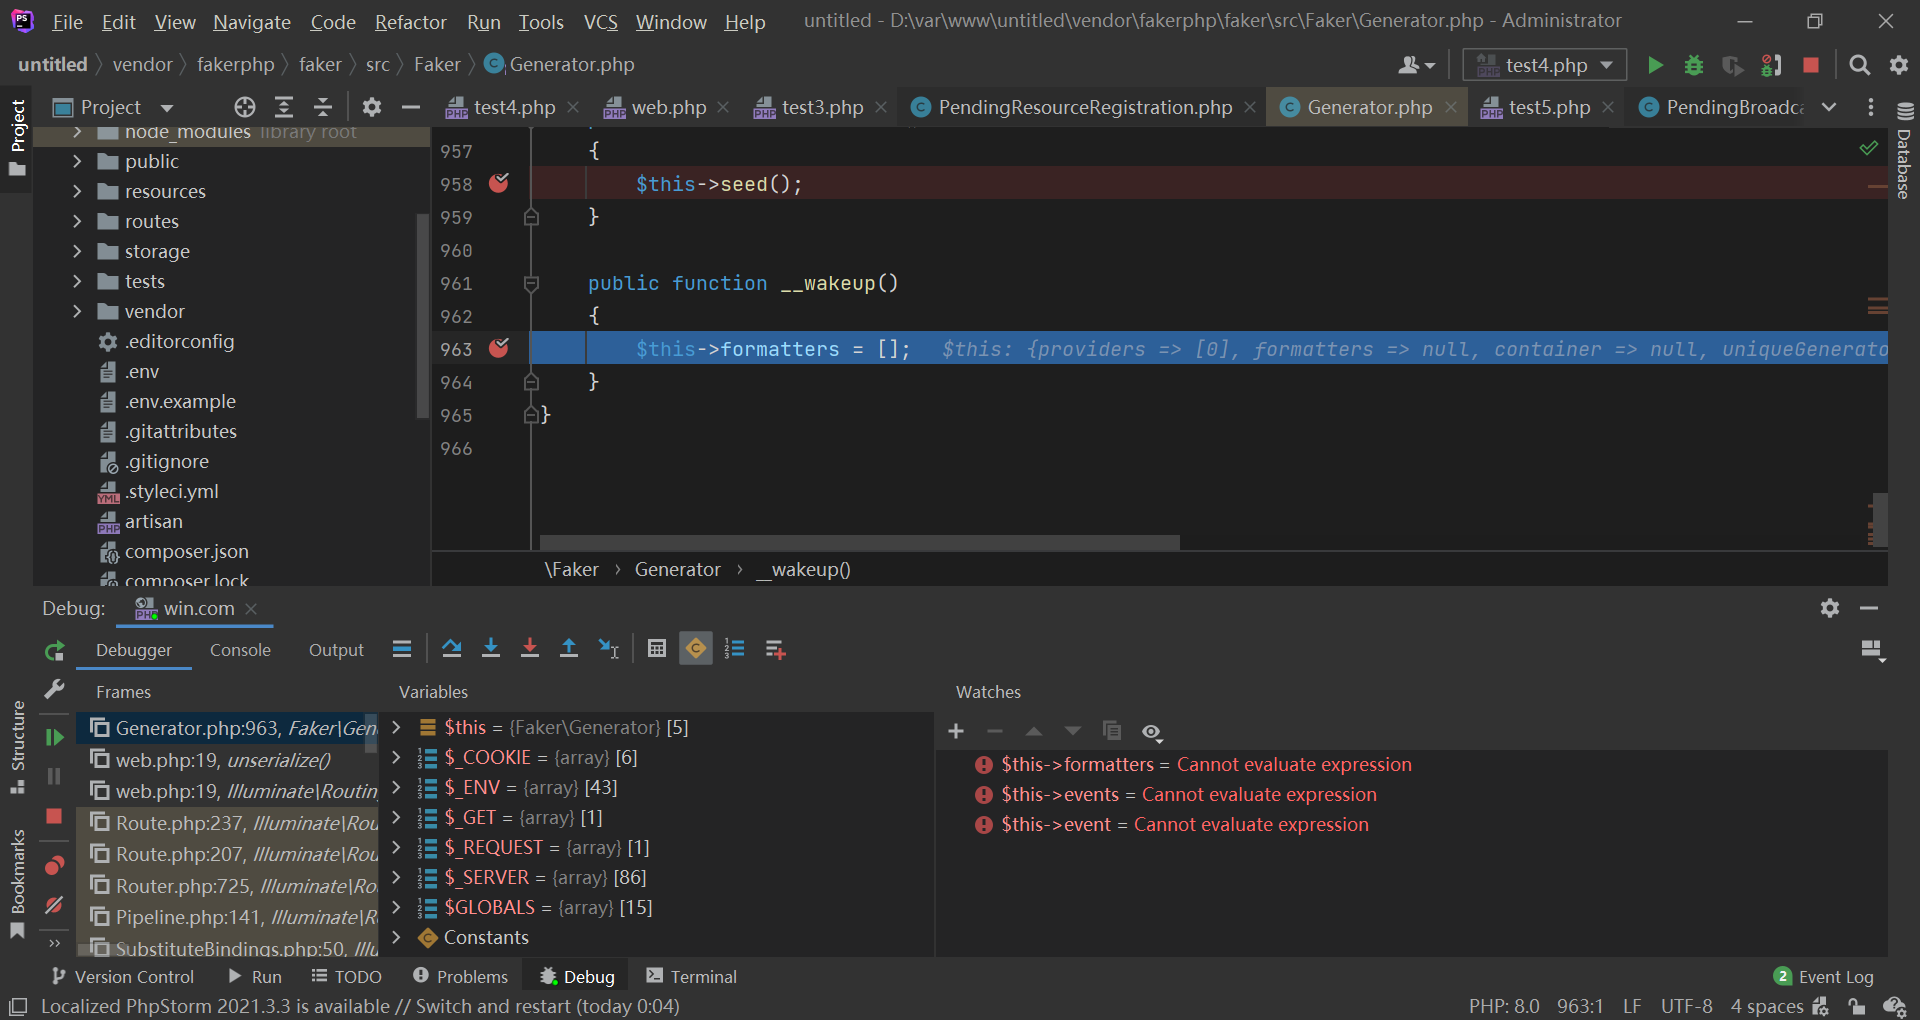 File Edit View Navigate Code Refactor Run Tools VCS Window Help untitled - D:\var\www\untitled\vendor\fakerphp\faker\src\Faker\Generator.php - Administrator
untitled vendor fakerphp faker src Faker Generator.php test4.php
Project test4.php web.php test3.php PendingResourceRegistration.php Generator.php test5.php PendingBroadca
Project
Structure
Bookmarks
Database
node_modules library root
public
resources
routes
storage
tests
vendor
.editorconfig
.env
.env.example
.gitattributes
.gitignore
.styleci.yml
artisan
composer.json
composer.lock
957 {
958 $this->seed();
959 }
960
961 public function __wakeup()
962 {
963 $this->formatters = []; $this: {providers => [0], formatters => null, container => null, uniqueGenerato
964 }
965 }
966
\Faker › Generator › __wakeup()
Debug: win.com
Debugger Console Output
Frames
Generator.php:963, Faker\Gen
web.php:19, unserialize()
web.php:19, Illuminate\Routing
Route.php:237, Illuminate\Rou
Route.php:207, Illuminate\Rou
Router.php:725, Illuminate\Ro
Pipeline.php:141, Illuminate\R
SubstituteBindings.php:50, Illu
Variables
$this = {Faker\Generator} [5]
$_COOKIE = {array} [6]
$_ENV = {array} [43]
$_GET = {array} [1]
$_REQUEST = {array} [1]
$_SERVER = {array} [86]
$GLOBALS = {array} [15]
Constants
Watches
$this->formatters = Cannot evaluate expression
$this->events = Cannot evaluate expression
$this->event = Cannot evaluate expression
Version Control Run TODO Problems Debug Terminal 2 Event Log
Localized PhpStorm 2021.3.3 is available // Switch and restart (today 0:04) PHP: 8.0 963:1 LF UTF-8 4 spaces